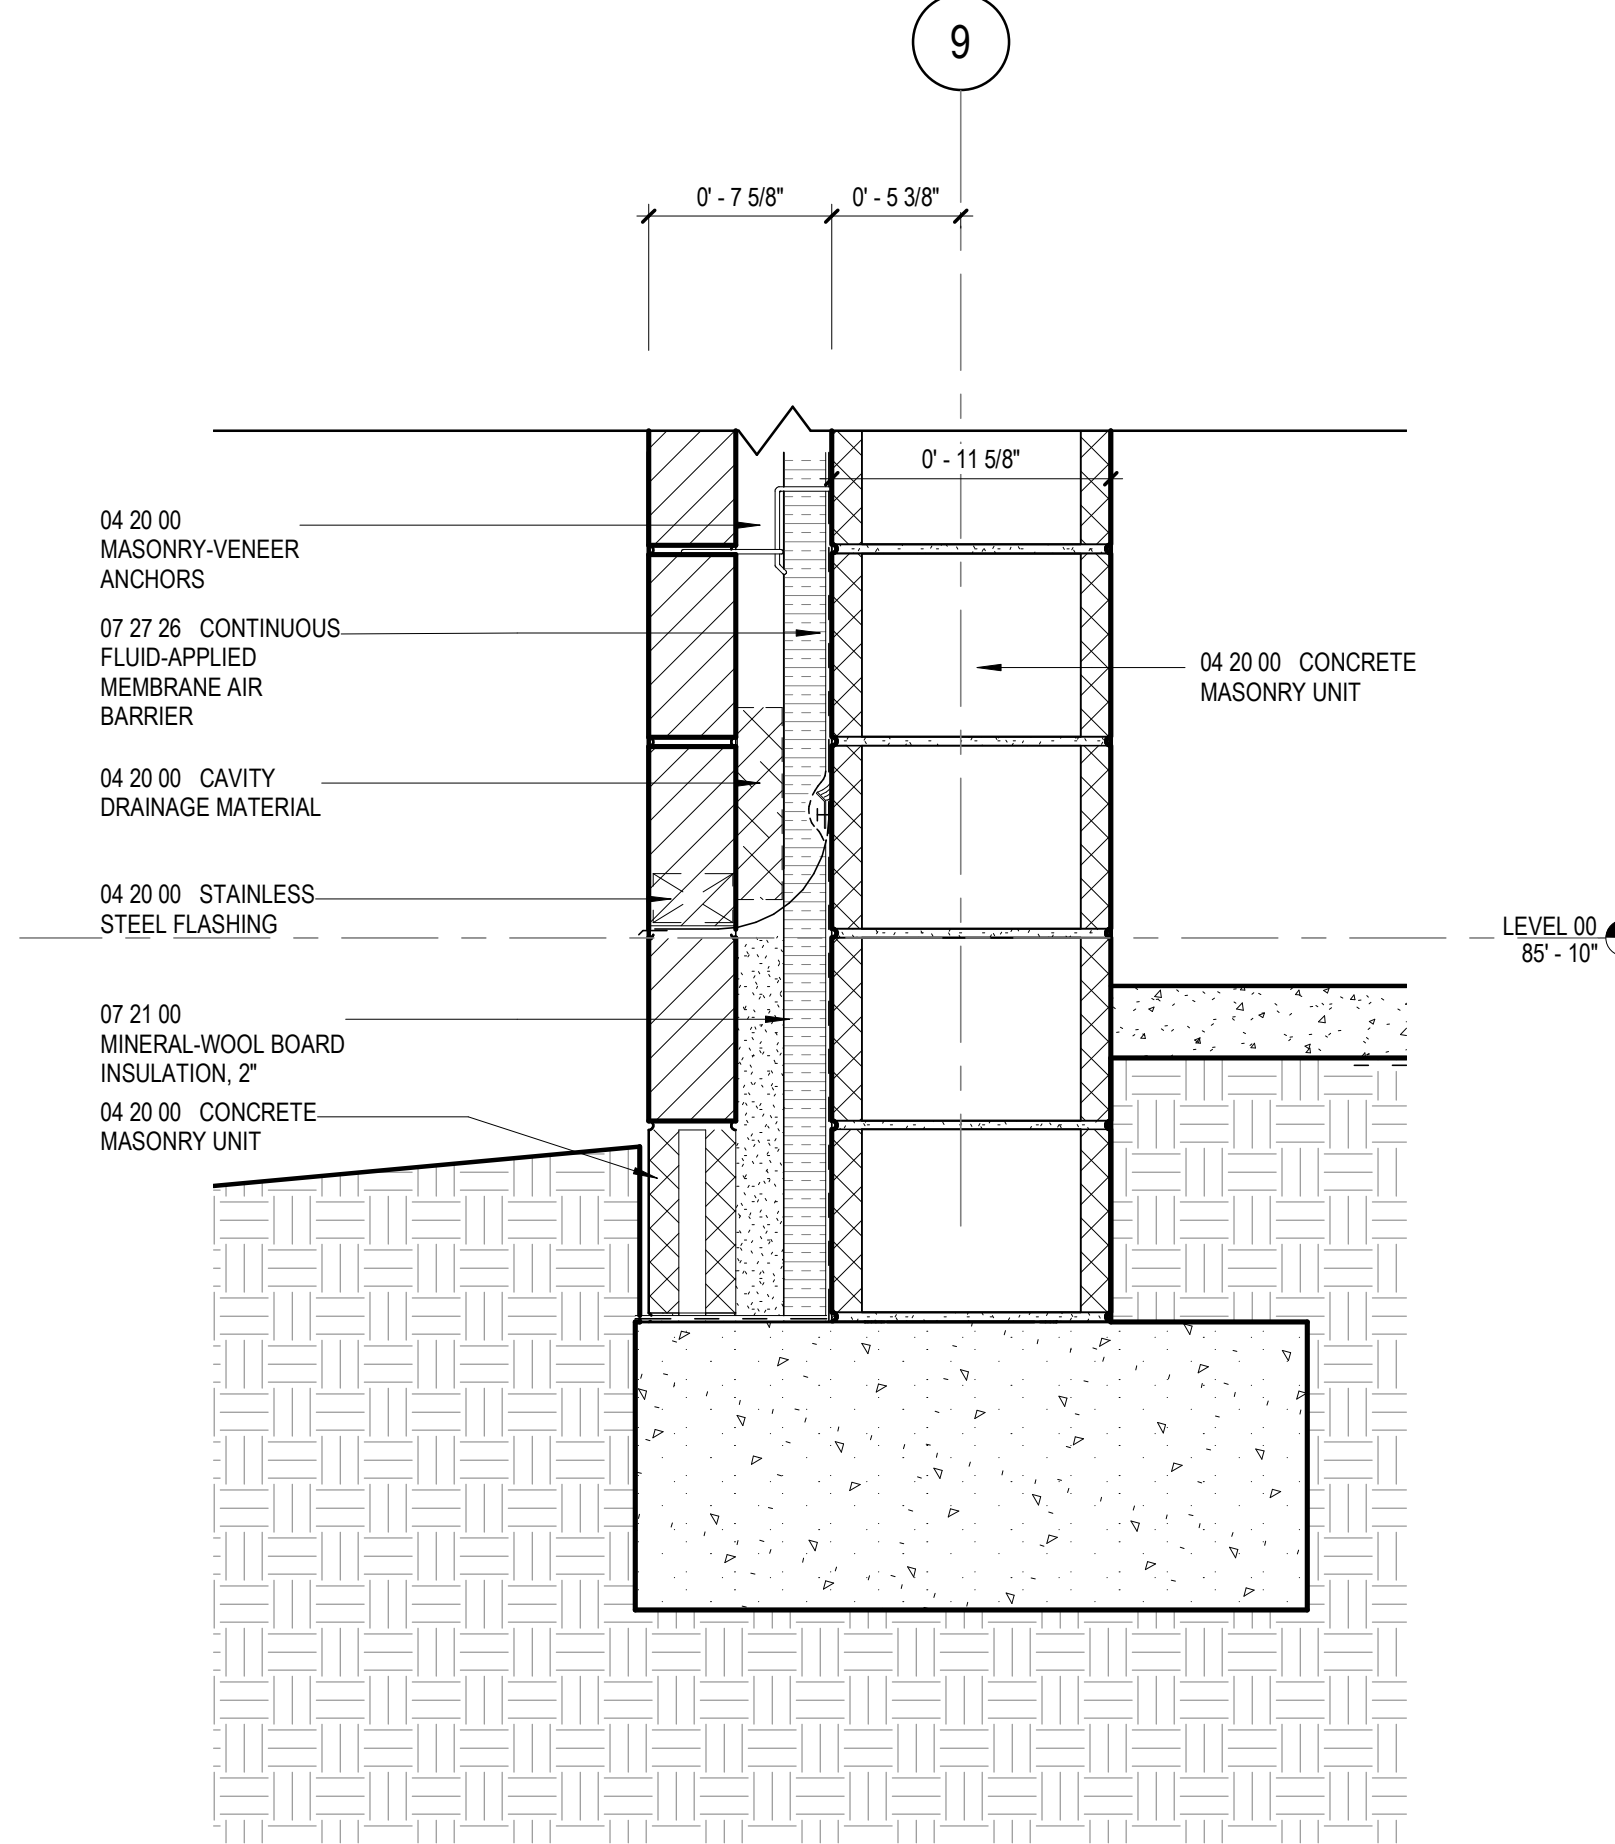 9
0' - 7 5/8"
0' - 5 3/8"
0' - 11 5/8"
04 20 00
MASONRY-VENEER
ANCHORS
07 27 26 CONTINUOUS
FLUID-APPLIED
MEMBRANE AIR
BARRIER
04 20 00 CAVITY
DRAINAGE MATERIAL
04 20 00 STAINLESS
STEEL FLASHING
07 21 00
MINERAL-WOOL BOARD
INSULATION, 2"
04 20 00 CONCRETE
MASONRY UNIT
04 20 00 CONCRETE
MASONRY UNIT
LEVEL 00
85' - 10"